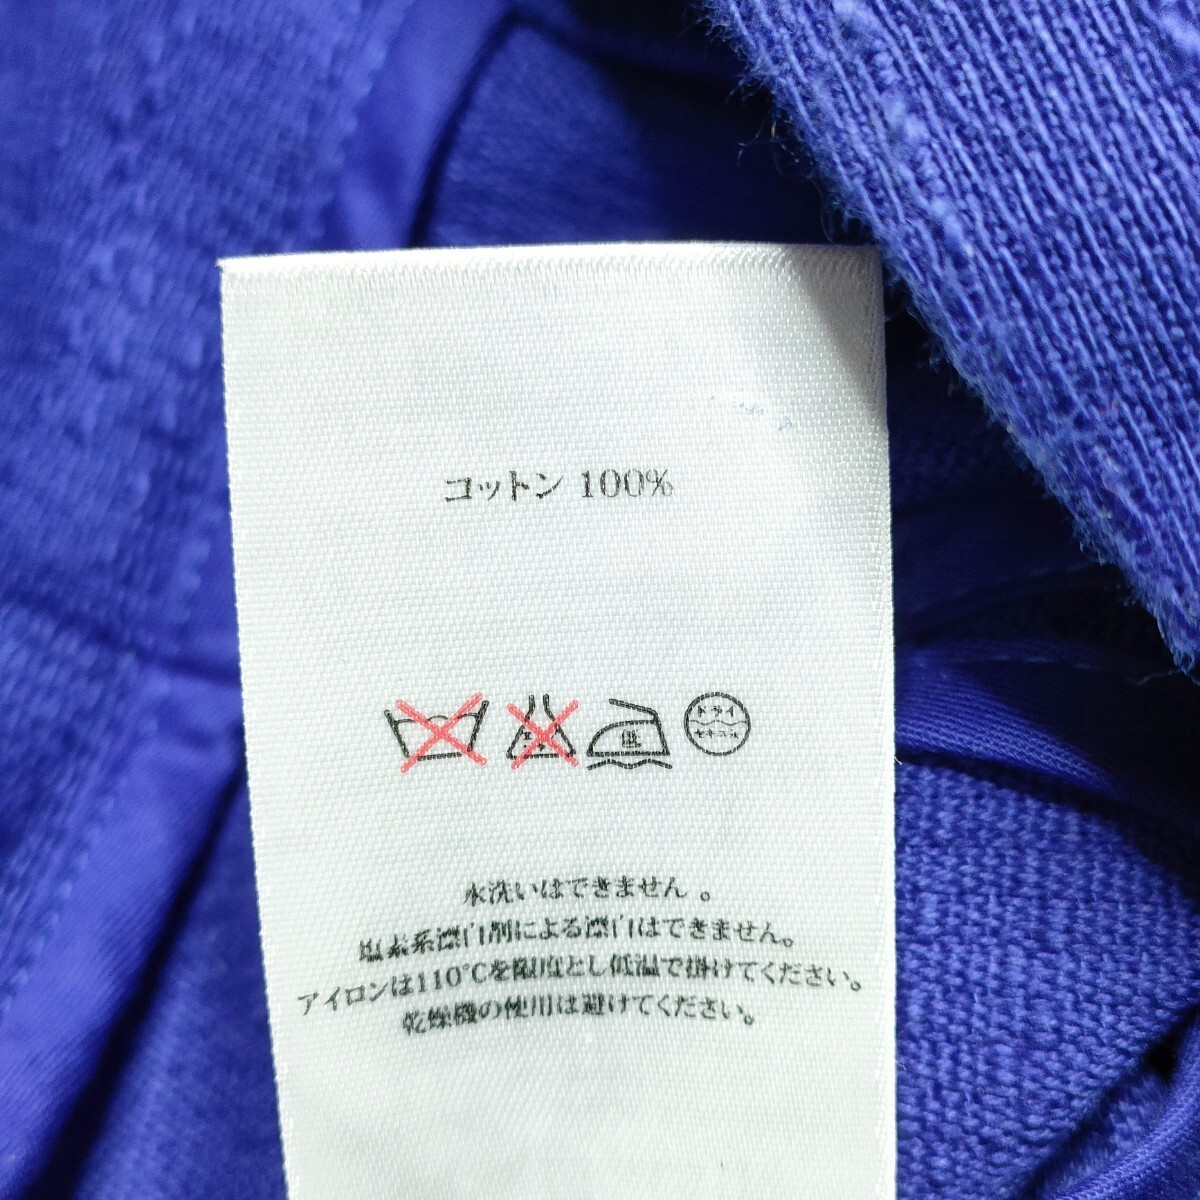 コットン 100%
エンソ
低
ドライ
セキユ系
水洗いはできません 。
塩素系漂白剤による漂白はできません。
アイロンは110℃を限度とし低温で掛けてください。
乾燥機の使用は避けてください。